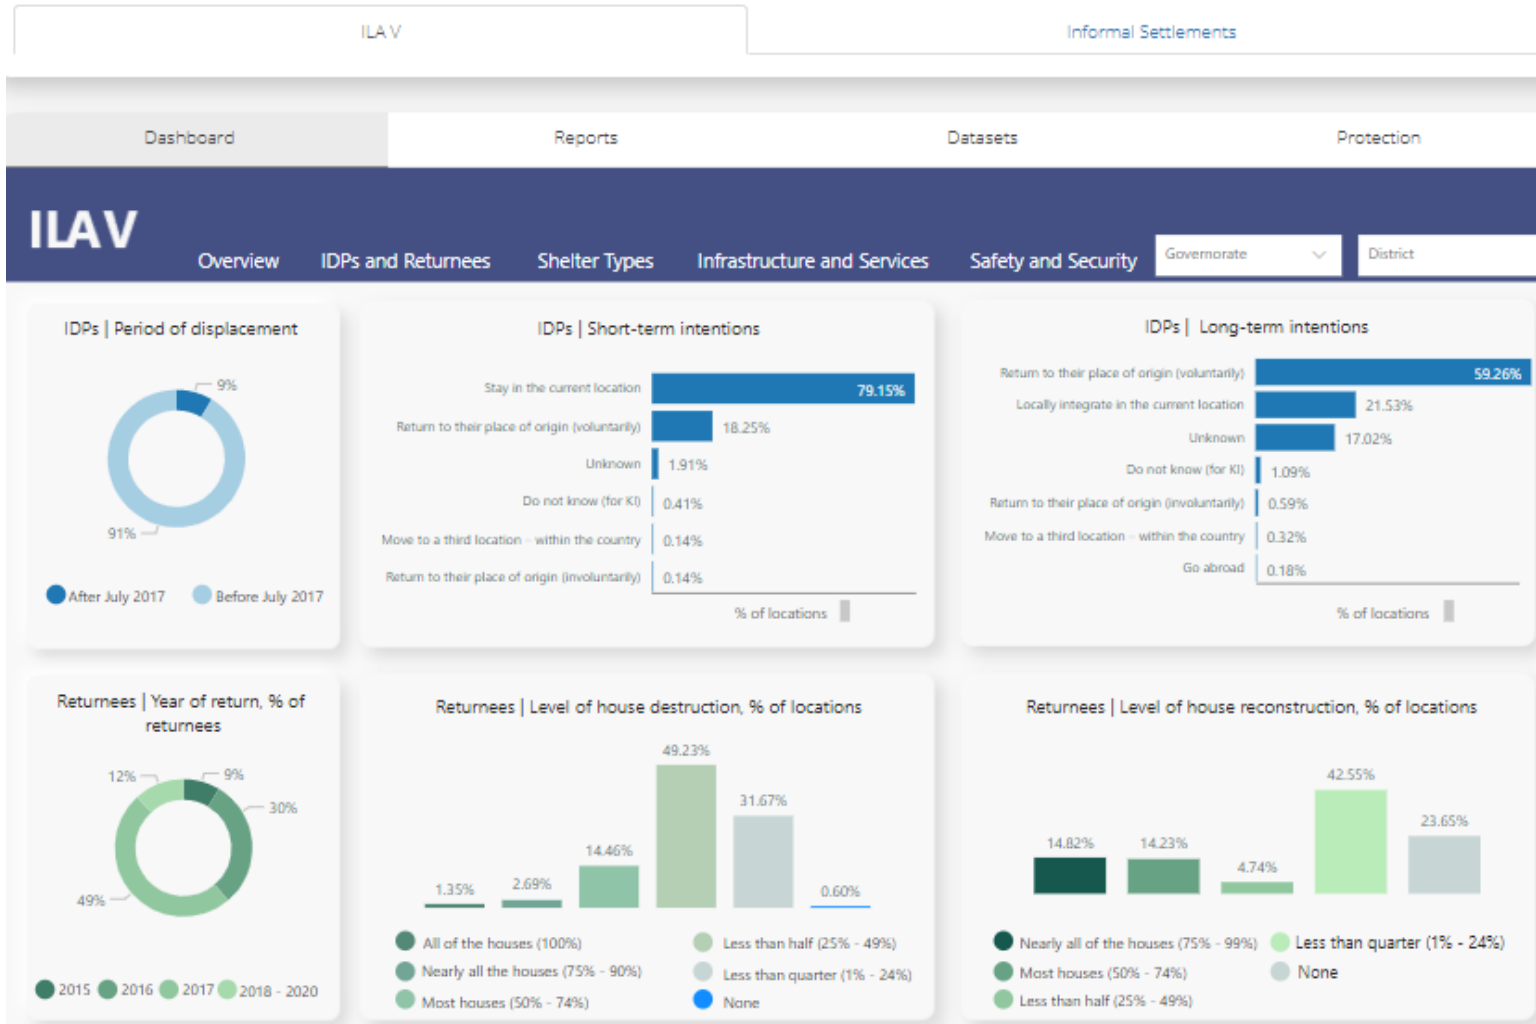 ILA V
Informal Settlements
Dashboard
Reports
Datasets
Protection
ILA V
Overview
IDPs and Returnees
Shelter Types
Infrastructure and Services
Safety and Security
Governorate
District
IDPs | Period of displacement
9%
91%
After July 2017
Before July 2017
IDPs | Short-term intentions
Stay in the current location 79.15%
Return to their place of origin (voluntarily) 18.25%
Unknown 1.91%
Do not know (for KI) 0.41%
Move to a third location – within the country 0.14%
Return to their place of origin (involuntarily) 0.14%
% of locations
IDPs | Long-term intentions
Return to their place of origin (voluntarily) 59.26%
Locally integrate in the current location 21.53%
Unknown 17.02%
Do not know (for KI) 1.09%
Return to their place of origin (involuntarily) 0.59%
Move to a third location – within the country 0.32%
Go abroad 0.18%
% of locations
Returnees | Year of return, % of
returnees
12%
9%
30%
49%
2015
2016
2017
2018 - 2020
Returnees | Level of house destruction, % of locations
1.35%
2.69%
14.46%
49.23%
31.67%
0.60%
All of the houses (100%)
Nearly all the houses (75% - 90%)
Most houses (50% - 74%)
Less than half (25% - 49%)
Less than quarter (1% - 24%)
None
Returnees | Level of house reconstruction, % of locations
14.82%
14.23%
4.74%
42.55%
23.65%
Nearly all of the houses (75% - 99%)
Most houses (50% - 74%)
Less than half (25% - 49%)
Less than quarter (1% - 24%)
None